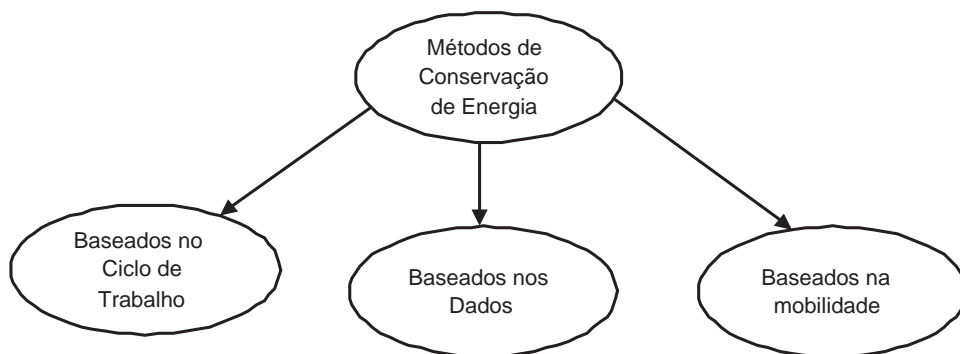 Métodos de
Conservação
de Energia
Baseados no
Ciclo de
Trabalho
Baseados nos
Dados
Baseados na
mobilidade